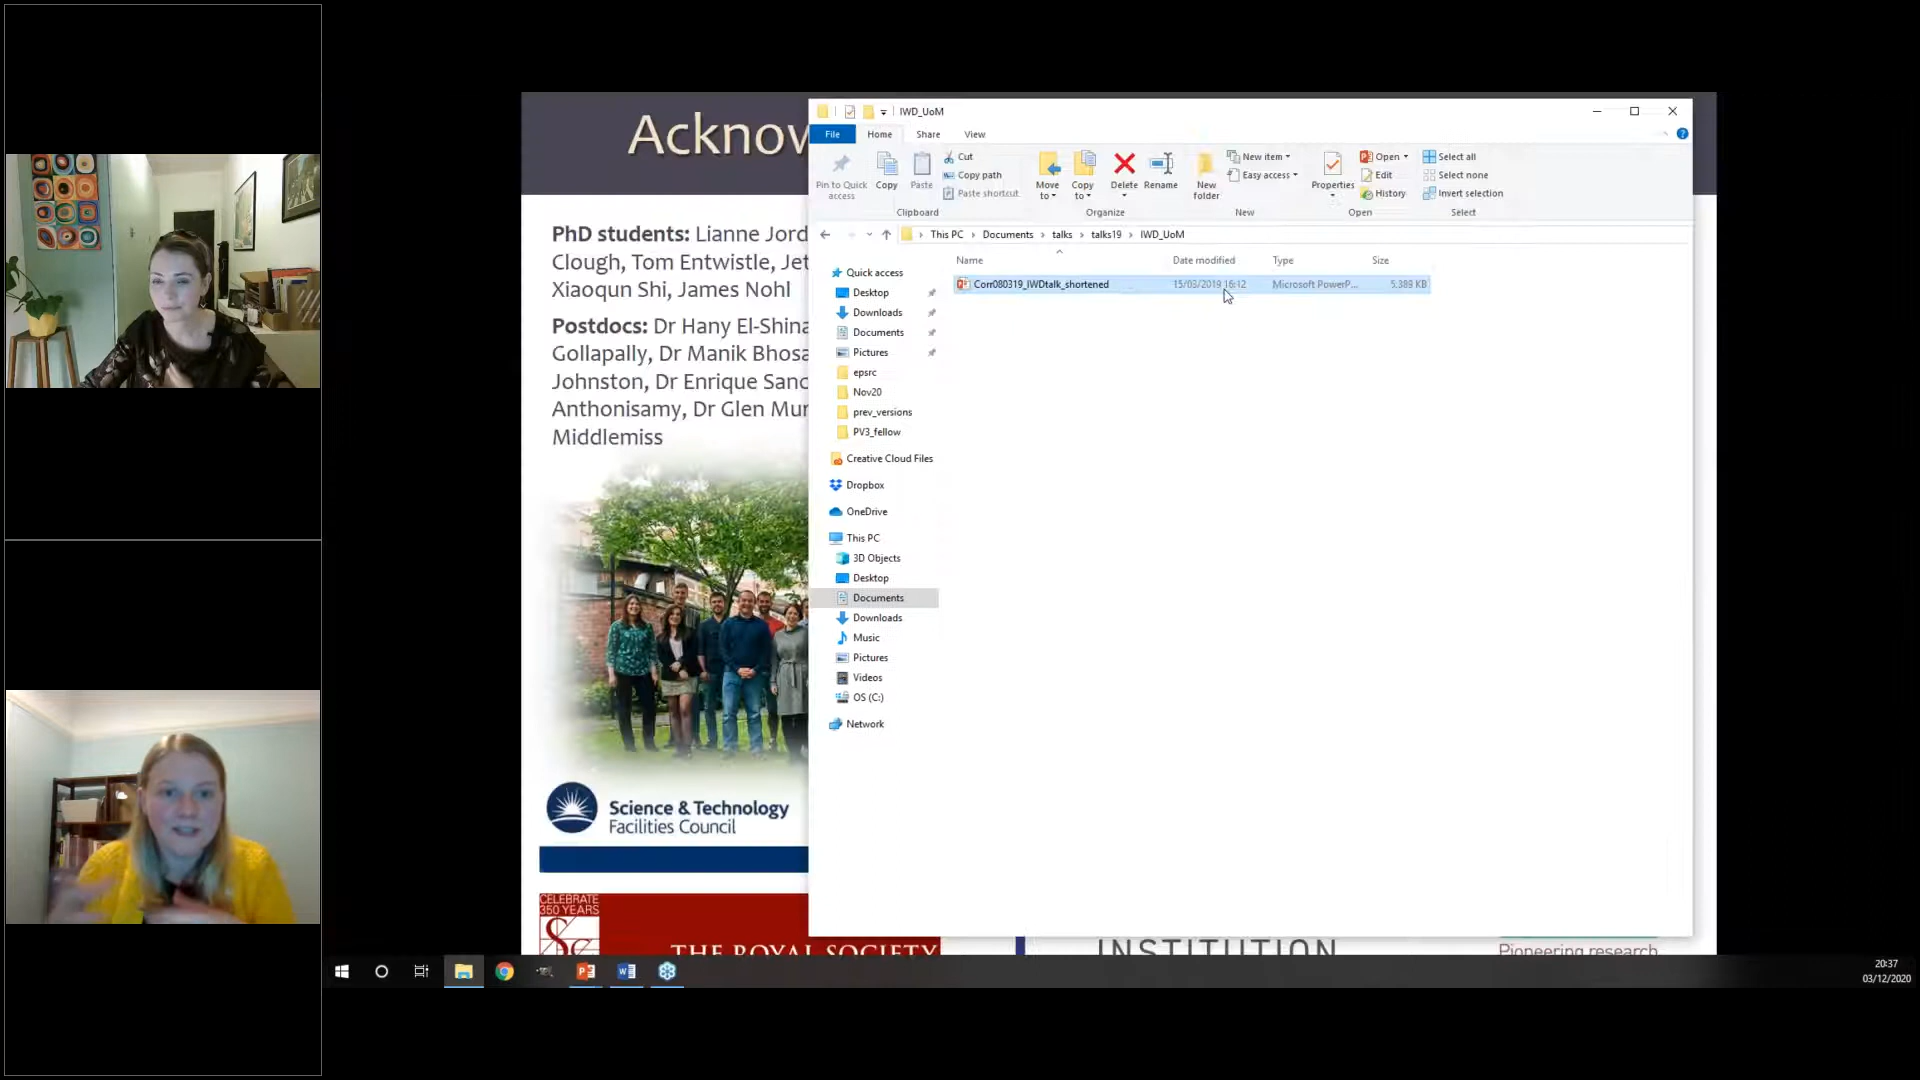 Acknow
PhD students: Lianne Jord
Clough, Tom Entwistle, Jet
Xiaoqun Shi, James Nohl
Postdocs: Dr Hany El-Shina
Gollapally, Dr Manik Bhosa
Johnston, Dr Enrique Sanc
Anthonisamy, Dr Glen Mur
Middlemiss
Science & Technology
Facilities Council
CELEBRATE
350 YEARS
THE ROYAL SOCIETY
INSTITUTION
Pioneering research
IWD_UoM
File Home Share View
Pin to Quick
access
Copy
Paste
Cut
Copy path
Paste shortcut
Clipboard
Move
to
Copy
to
Delete
Rename
Organize
New
folder
New item
Easy access
New
Properties
Open
Edit
History
Open
Select all
Select none
Invert selection
Select
This PC > Documents > talks > talks19 > IWD_UoM
Name Date modified Type Size
Corr080319_IWDtalk_shortened 15/03/2019 16:12 Microsoft PowerP... 5,389 KB
Quick access
Desktop
Downloads
Documents
Pictures
epsrc
Nov20
prev_versions
PV3_fellow
Creative Cloud Files
Dropbox
OneDrive
This PC
3D Objects
Desktop
Documents
Downloads
Music
Pictures
Videos
OS (C:)
Network
20:37
03/12/2020